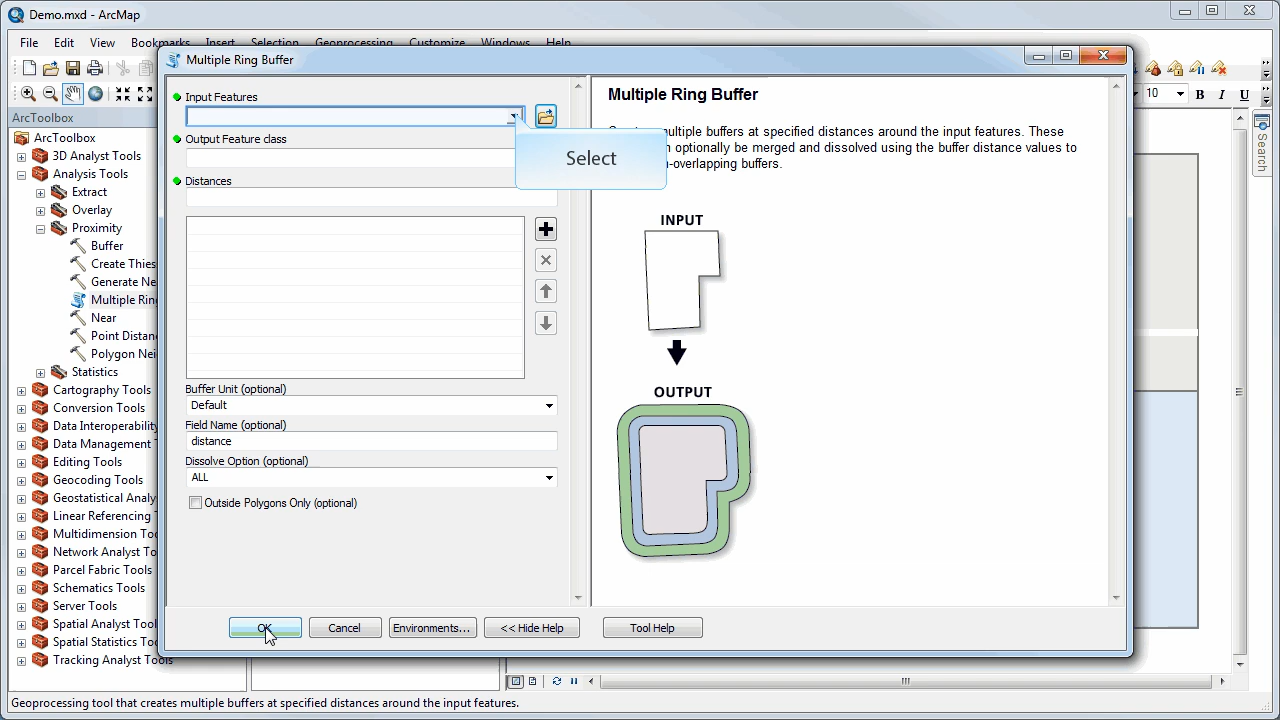 Demo.mxd - ArcMap
File Edit View Bookmarks Insert Selection Geoprocessing Customize Windows Help
10 B I U
ArcToolbox
ArcToolbox
3D Analyst Tools
Analysis Tools
Extract
Overlay
Proximity
Buffer
Create Thies
Generate Ne
Multiple Ring
Near
Point Distan
Polygon Nei
Statistics
Cartography Tools
Conversion Tools
Data Interoperability
Data Management
Editing Tools
Geocoding Tools
Geostatistical Analy
Linear Referencing
Multidimension To
Network Analyst To
Parcel Fabric Tools
Schematics Tools
Server Tools
Spatial Analyst Tool
Spatial Statistics To
Tracking Analyst Tools
Multiple Ring Buffer
Input Features
Output Feature class
Distances
Select
Buffer Unit (optional)
Default
Field Name (optional)
distance
Dissolve Option (optional)
ALL
Outside Polygons Only (optional)
OK Cancel Environments... << Hide Help Tool Help
Multiple Ring Buffer
multiple buffers at specified distances around the input features. These
optionally be merged and dissolved using the buffer distance values to
-overlapping buffers.
INPUT
OUTPUT
Search
Geoprocessing tool that creates multiple buffers at specified distances around the input features.